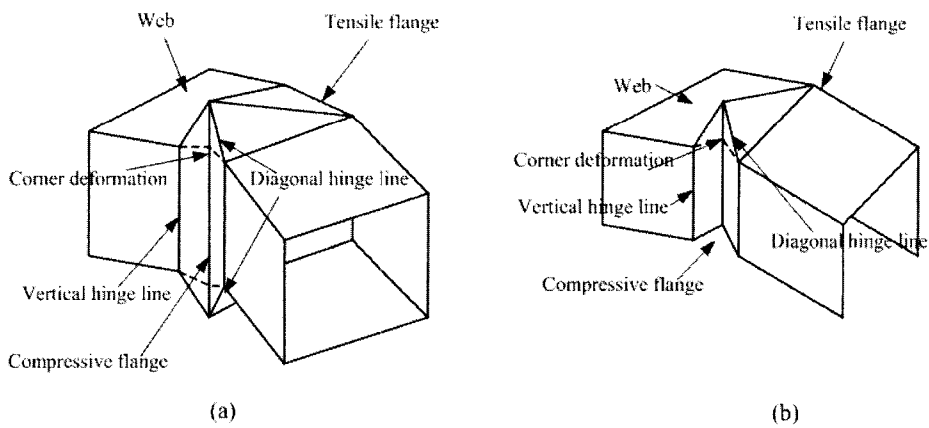 Web
Tensile flange
Corner deformation
Diagonal hinge line
Vertical hinge line
Compressive flange
(a)
Tensile flange
Web
Corner deformation
Vertical hinge line
Diagonal hinge line
Compressive flange
(b)